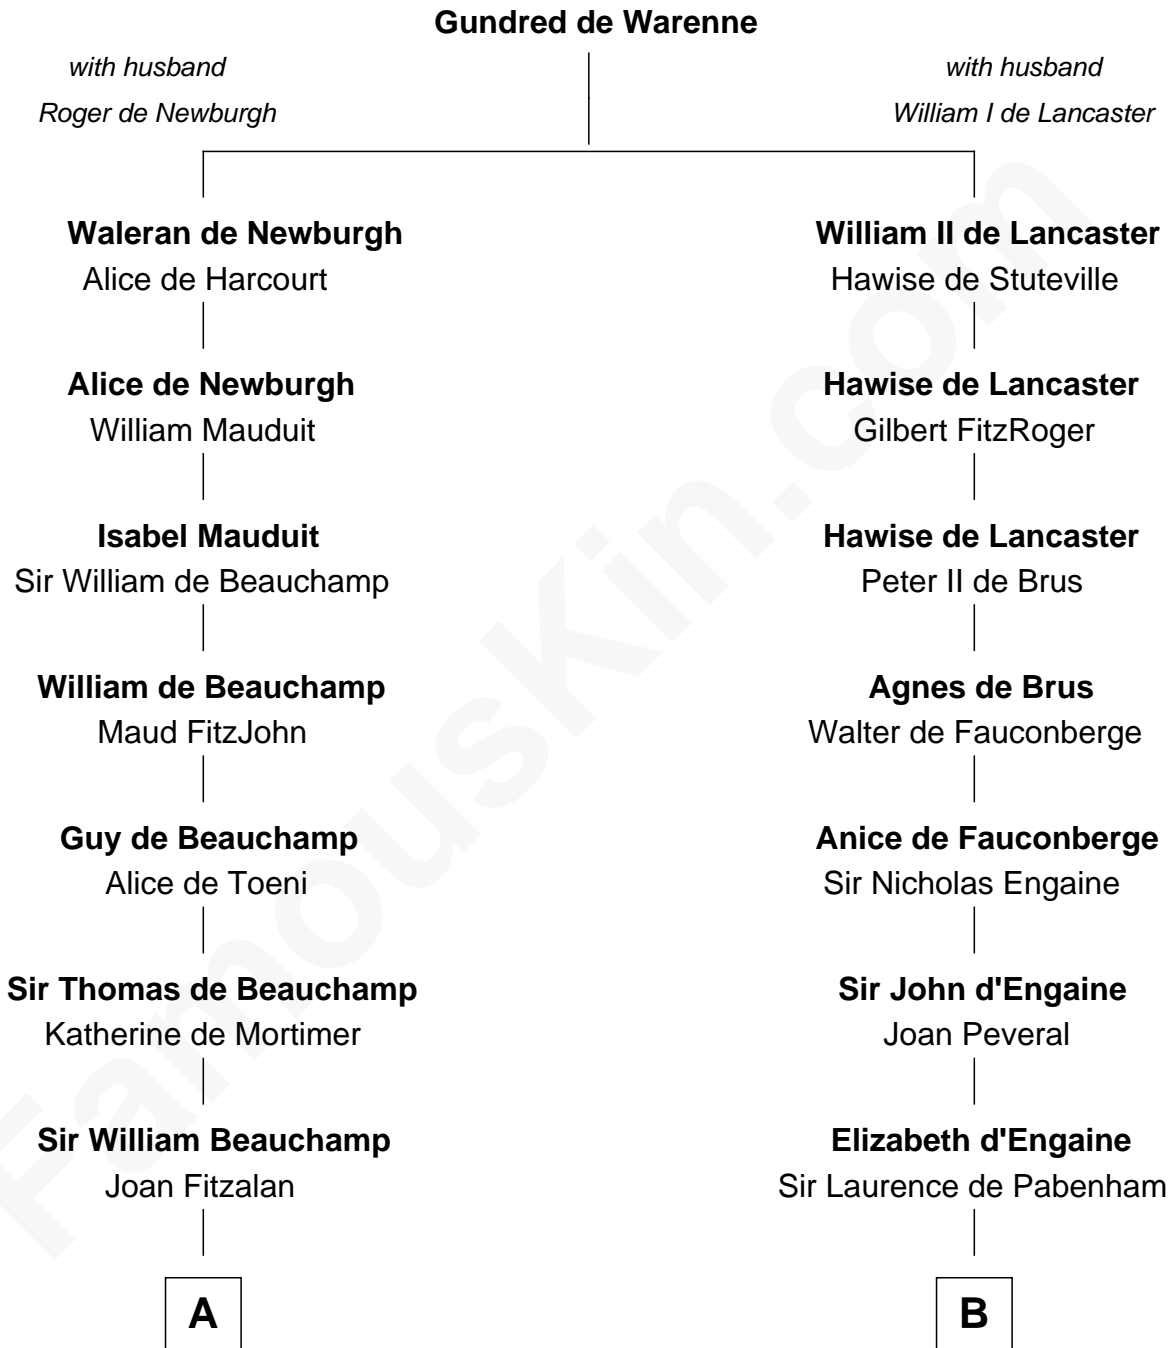 Gundred de Warenne
with husband
Roger de Newburgh
with husband
William I de Lancaster
Waleran de Newburgh
Alice de Harcourt
William II de Lancaster
Hawise de Stuteville
Alice de Newburgh
William Mauduit
Hawise de Lancaster
Gilbert FitzRoger
Isabel Mauduit
Sir William de Beauchamp
Hawise de Lancaster
Peter II de Brus
William de Beauchamp
Maud FitzJohn
Agnes de Brus
Walter de Fauconberge
Guy de Beauchamp
Alice de Toeni
Anice de Fauconberge
Sir Nicholas Engaine
Sir Thomas de Beauchamp
Katherine de Mortimer
Sir John d'Engaine
Joan Peveral
Sir William Beauchamp
Joan Fitzalan
Elizabeth d'Engaine
Sir Laurence de Pabenham
A
B
FamousKin.com